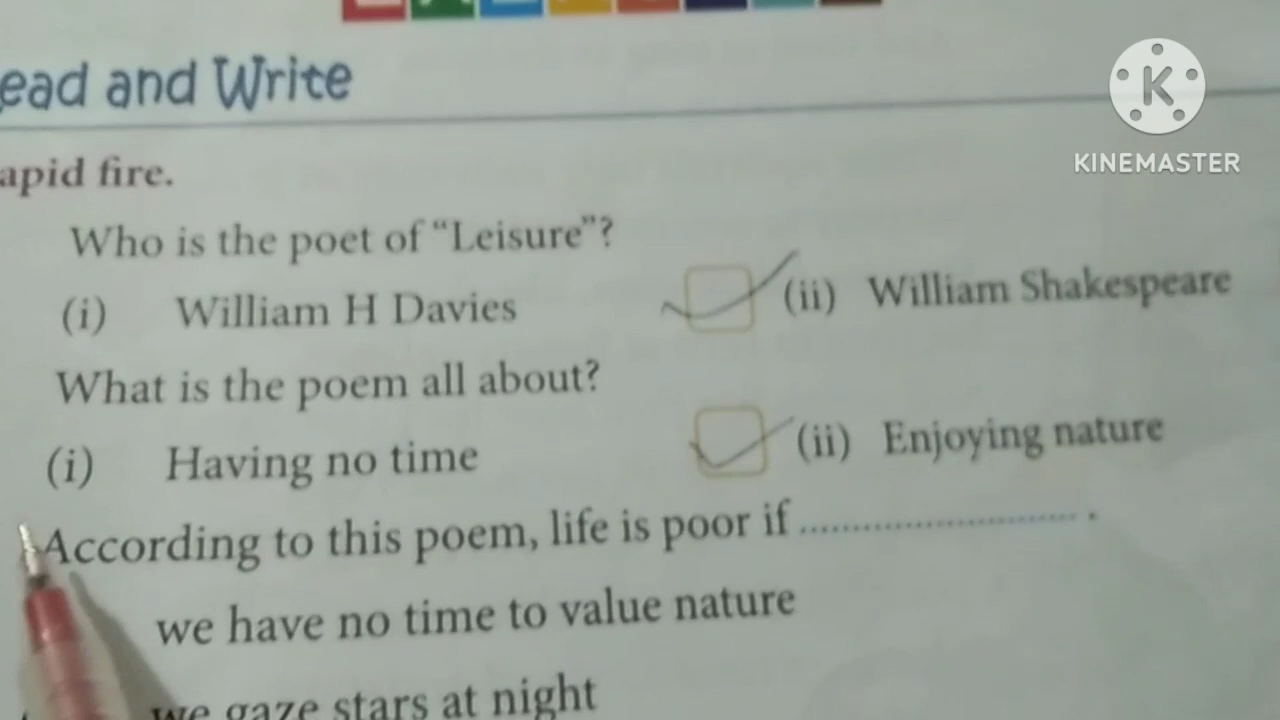 ead and Write
KINEMASTER
apid fire.
Who is the poet of “Leisure”?
(i) William H Davies (ii) William Shakespeare
What is the poem all about?
(i) Having no time (ii) Enjoying nature
According to this poem, life is poor if ............................ .
we have no time to value nature
we gaze stars at night